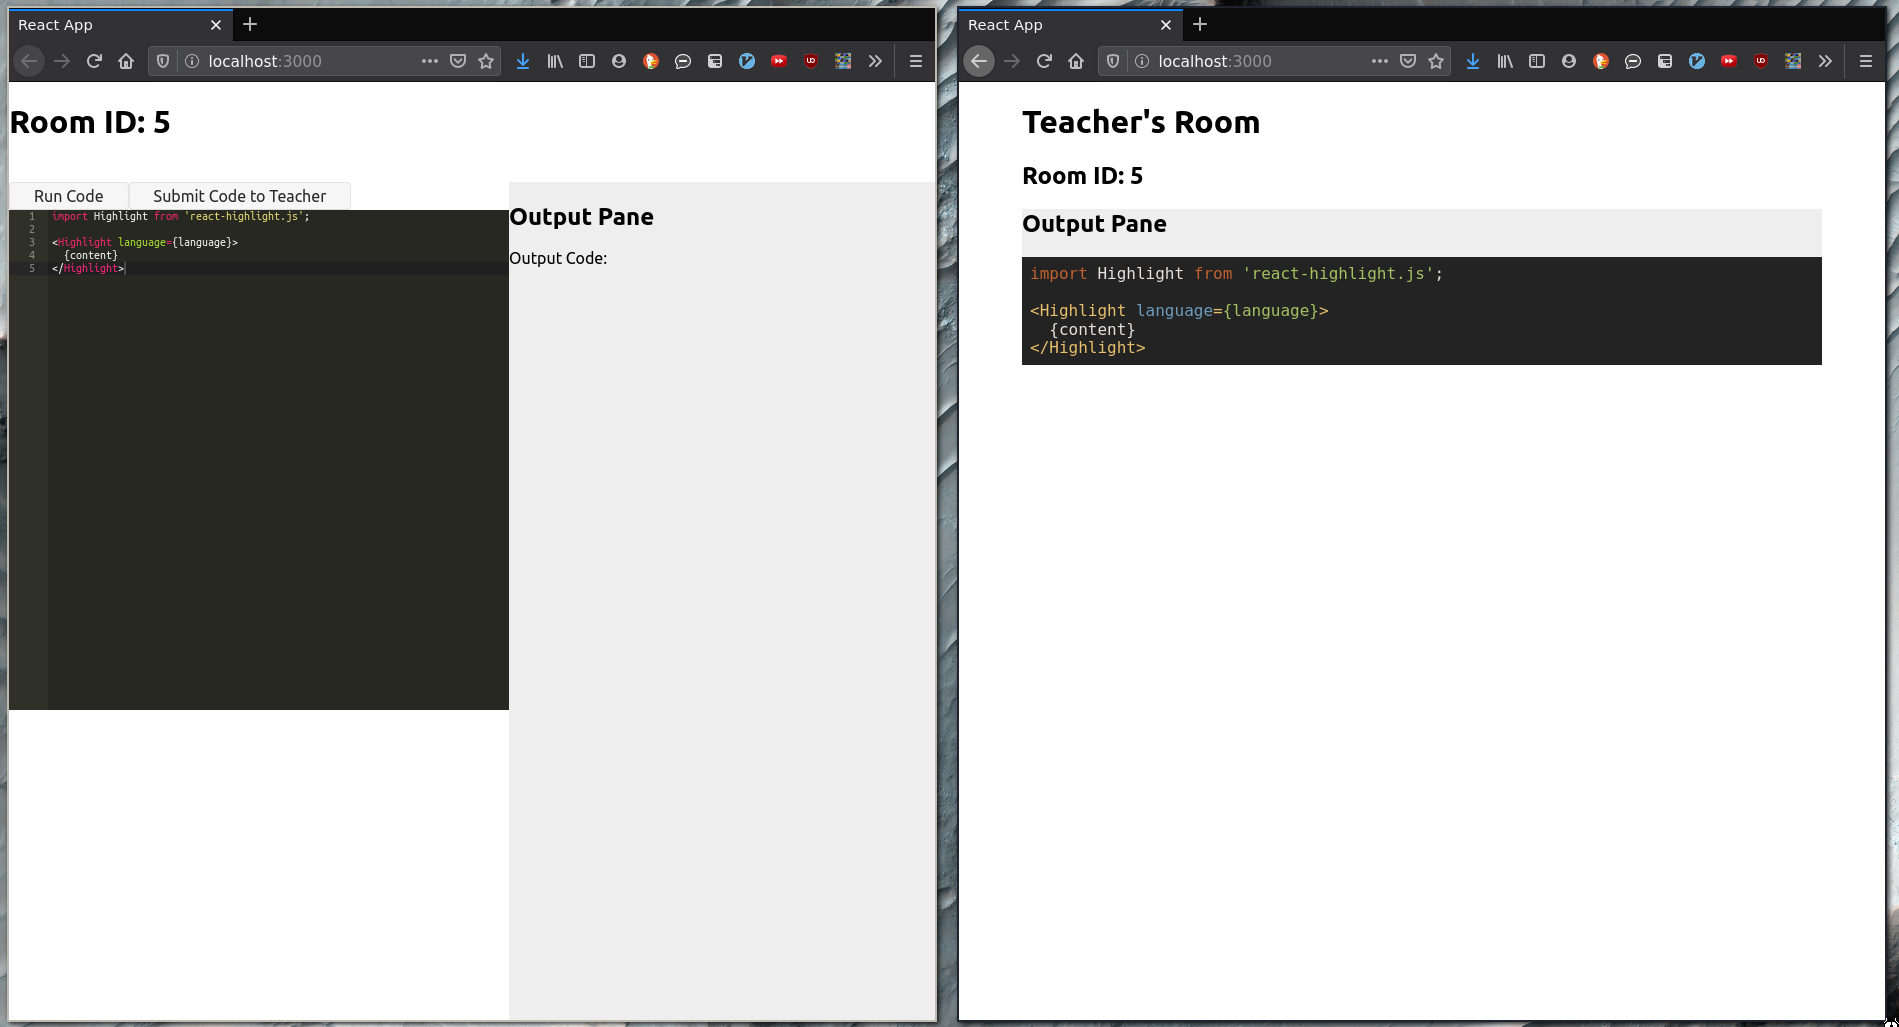 React App
localhost:3000
Room ID: 5
Run Code
Submit Code to Teacher
1 import Highlight from 'react-highlight.js';
2
3 <Highlight language={language}>
4   {content}
5 </Highlight>
Output Pane
Output Code:
React App
localhost:3000
Teacher's Room
Room ID: 5
Output Pane
import Highlight from 'react-highlight.js';
<Highlight language={language}>
  {content}
</Highlight>